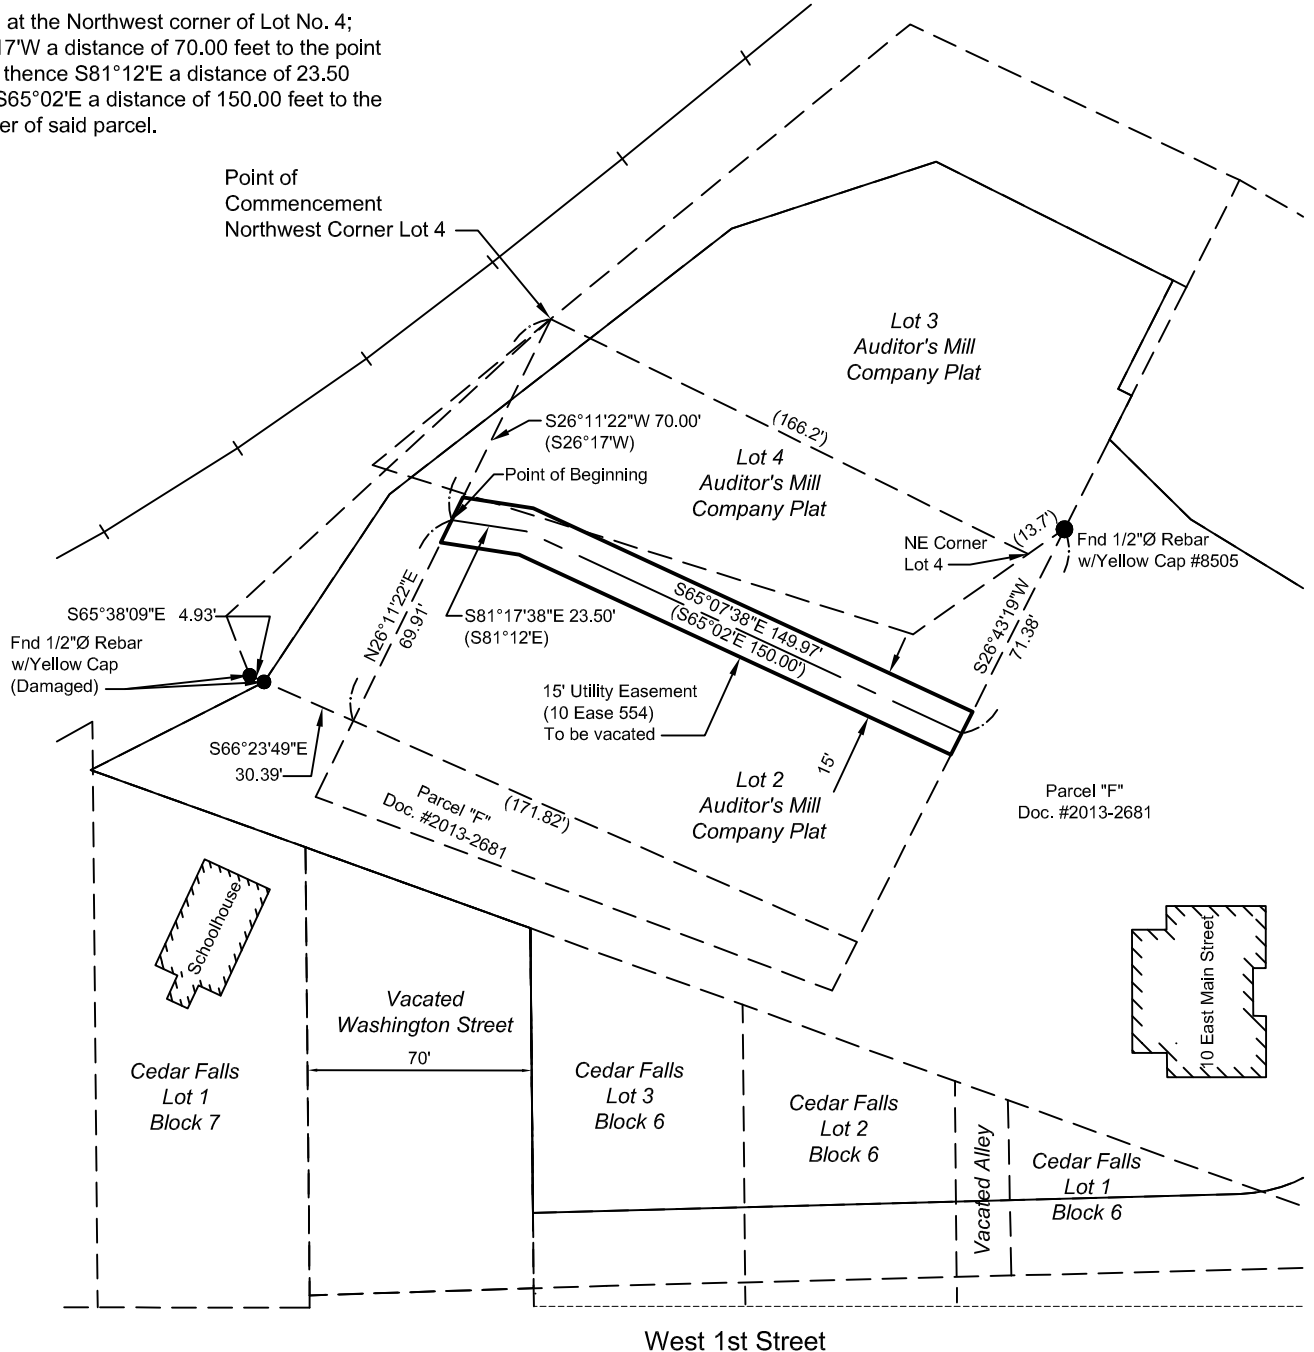 at the Northwest corner of Lot No. 4;
17'W a distance of 70.00 feet to the point
thence S81°12'E a distance of 23.50
S65°02'E a distance of 150.00 feet to the
er of said parcel.
Point of
Commencement
Northwest Corner Lot 4
Lot 3
Auditor's Mill
Company Plat
S26°11'22"W 70.00'
(S26°17'W)
(166.2')
Point of Beginning
Lot 4
Auditor's Mill
Company Plat
NE Corner
Lot 4
(13.7')
Fnd 1/2"Ø Rebar
w/Yellow Cap #8505
S65°38'09"E 4.93'
Fnd 1/2"Ø Rebar
w/Yellow Cap
(Damaged)
N26°11'22"E
69.91'
S81°17'38"E 23.50'
(S81°12'E)
S65°07'38"E 149.97'
(S65°02'E 150.00')
S26°43'19"W
71.38'
15' Utility Easement
(10 Ease 554)
To be vacated
S66°23'49"E
30.39'
15'
Lot 2
Auditor's Mill
Company Plat
Parcel "F"
Doc. #2013-2681
(171.82')
Parcel "F"
Doc. #2013-2681
Schoolhouse
10 East Main Street
Vacated
Washington Street
70'
Cedar Falls
Lot 1
Block 7
Cedar Falls
Lot 3
Block 6
Cedar Falls
Lot 2
Block 6
Vacated Alley
Cedar Falls
Lot 1
Block 6
West 1st Street